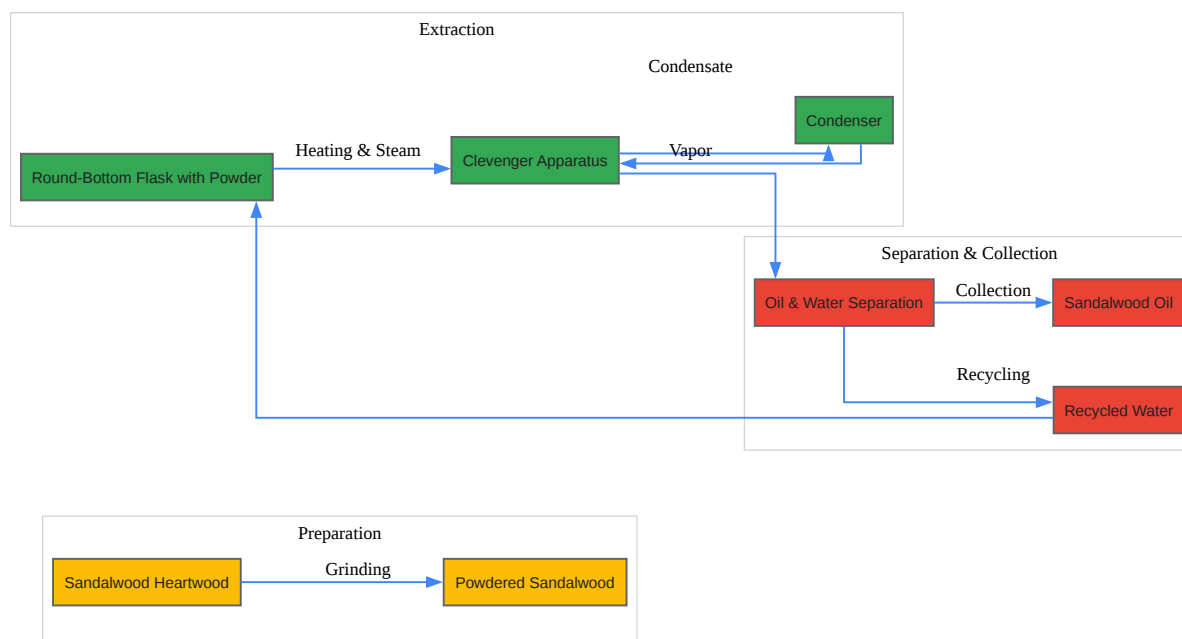 Extraction
Condensate
Condenser
Heating & Steam
Clevenger Apparatus
Vapor
Round-Bottom Flask with Powder
Separation & Collection
Oil & Water Separation
Collection
Sandalwood Oil
Recycling
Recycled Water
Preparation
Sandalwood Heartwood
Grinding
Powdered Sandalwood